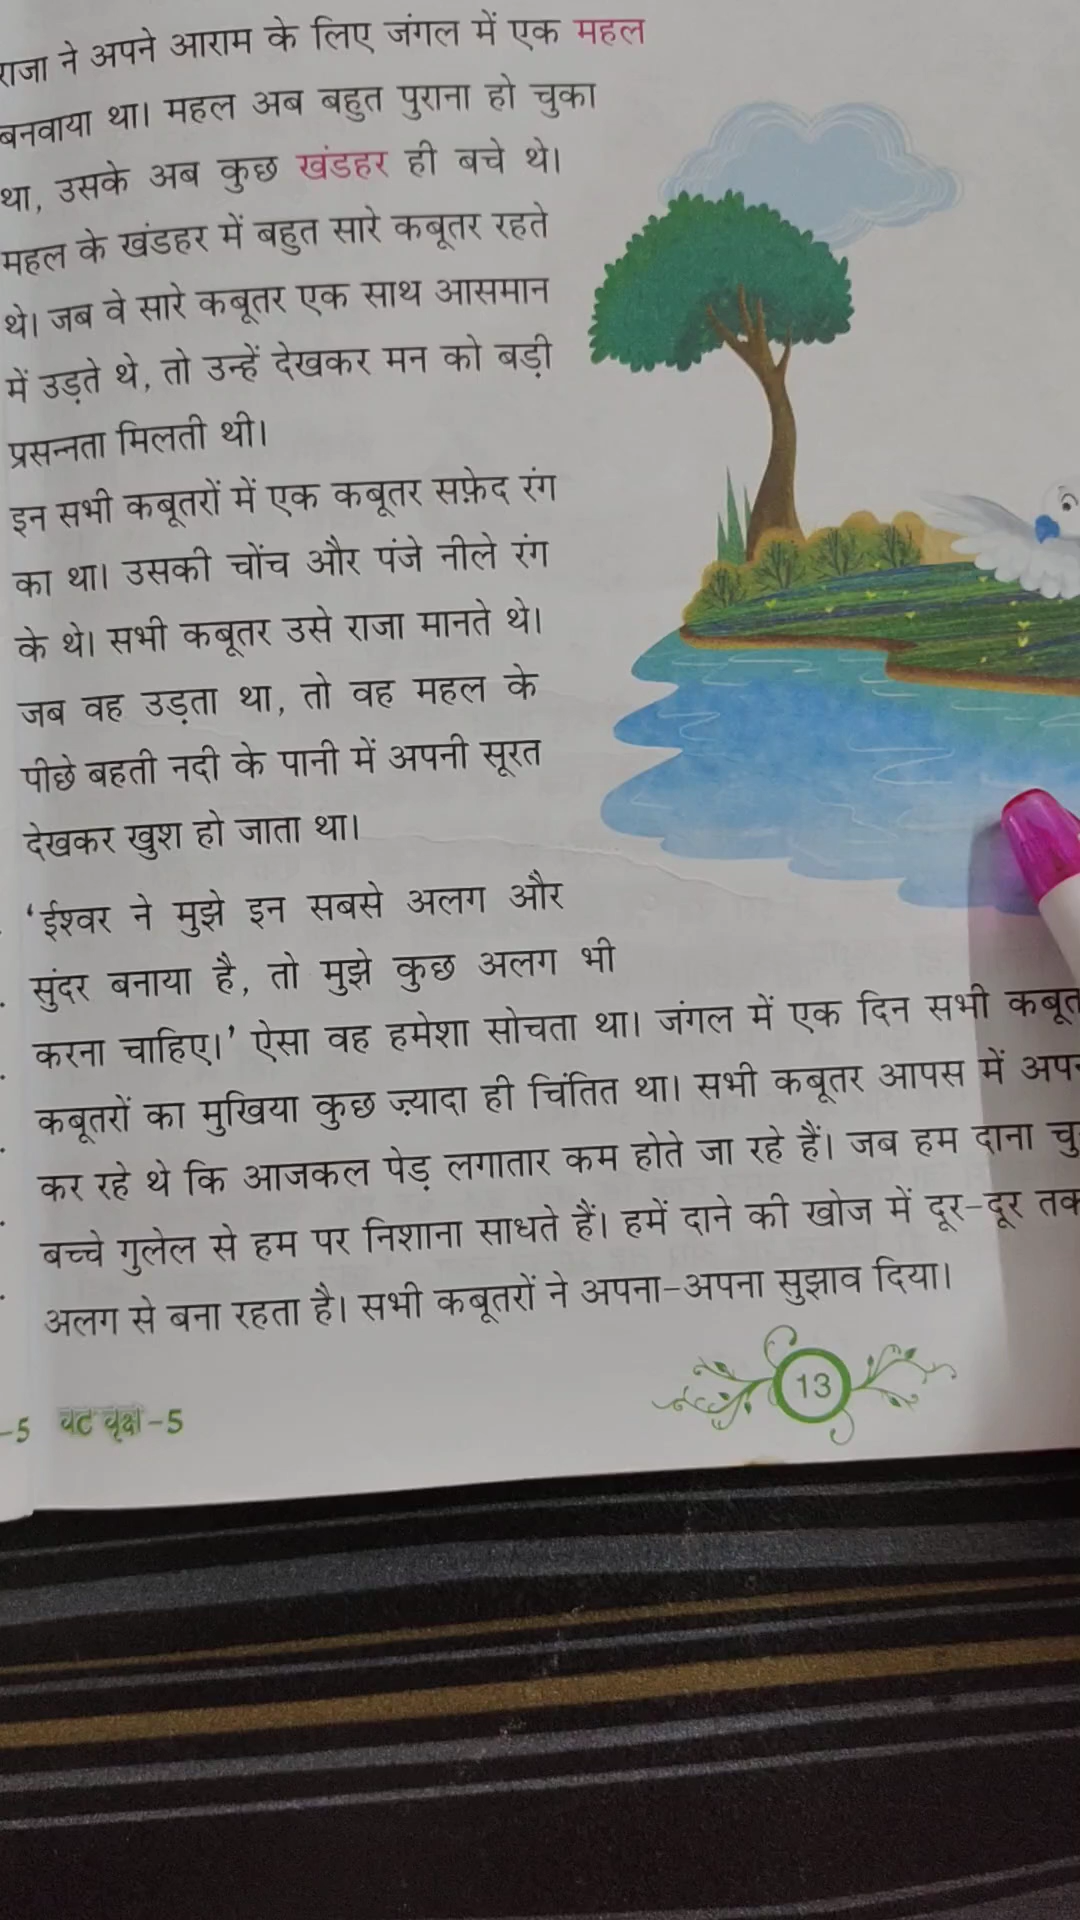 राजा ने अपने आराम के लिए जंगल में एक महल
बनवाया था। महल अब बहुत पुराना हो चुका
था, उसके अब कुछ खंडहर ही बचे थे।
महल के खंडहर में बहुत सारे कबूतर रहते
थे। जब वे सारे कबूतर एक साथ आसमान
में उड़ते थे, तो उन्हें देखकर मन को बड़ी
प्रसन्नता मिलती थी।
इन सभी कबूतरों में एक कबूतर सफ़ेद रंग
का था। उसकी चोंच और पंजे नीले रंग
के थे। सभी कबूतर उसे राजा मानते थे।
जब वह उड़ता था, तो वह महल के
पीछे बहती नदी के पानी में अपनी सूरत
देखकर खुश हो जाता था।
‘ईश्वर ने मुझे इन सबसे अलग और
सुंदर बनाया है, तो मुझे कुछ अलग भी
करना चाहिए।’ ऐसा वह हमेशा सोचता था। जंगल में एक दिन सभी
कबूतरों का मुखिया कुछ ज़्यादा ही चिंतित था। सभी कबूतर आपस में
कर रहे थे कि आजकल पेड़ लगातार कम होते जा रहे हैं। जब हम दाना
बच्चे गुलेल से हम पर निशाना साधते हैं। हमें दाने की खोज में दूर-दूर तक
अलग से बना रहता है। सभी कबूतरों ने अपना-अपना सुझाव दिया।
13
-5 वट वृक्ष-5